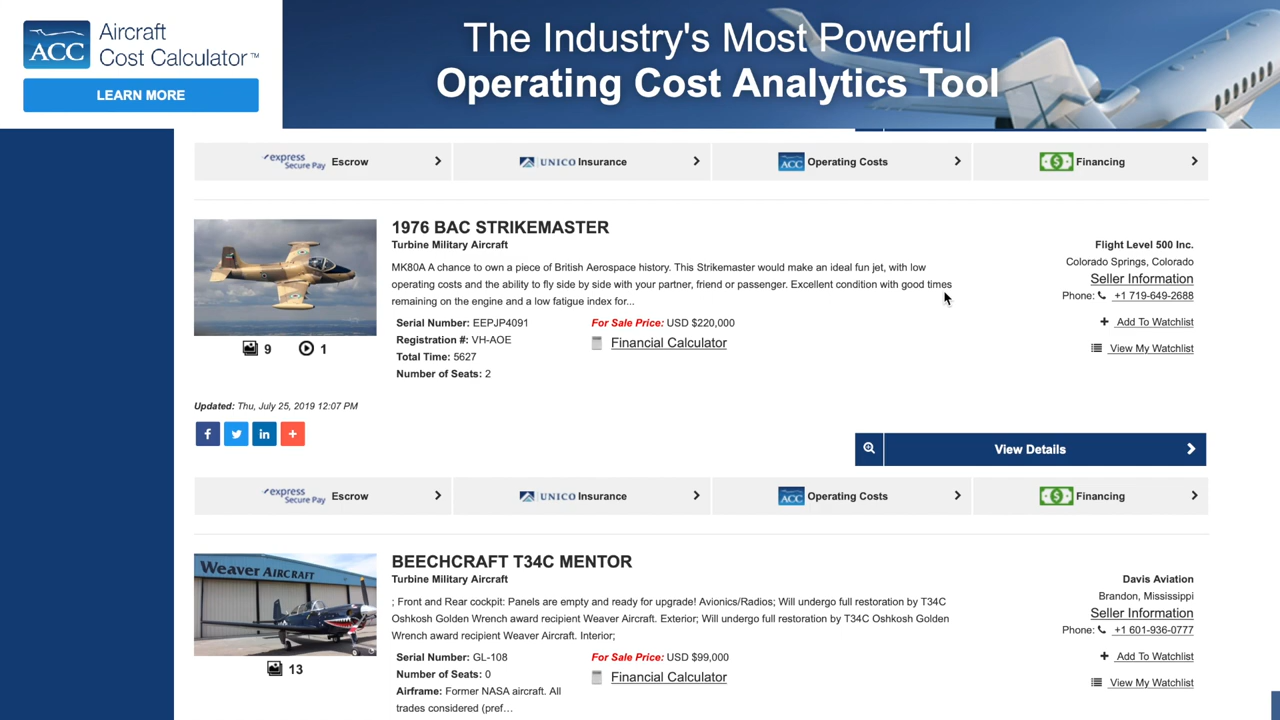 ACC Aircraft
Cost Calculator™
LEARN MORE
The Industry's Most Powerful
Operating Cost Analytics Tool
express Secure Pay Escrow
UNICO Insurance
ACC Operating Costs
Financing
1976 BAC STRIKEMASTER
Turbine Military Aircraft
MK80A A chance to own a piece of British Aerospace history. This Strikemaster would make an ideal fun jet, with low
operating costs and the ability to fly side by side with your partner, friend or passenger. Excellent condition with good times
remaining on the engine and a low fatigue index for...
Serial Number: EEPJP4091
Registration #: VH-AOE
Total Time: 5627
Number of Seats: 2
For Sale Price: USD $220,000
Financial Calculator
Flight Level 500 Inc.
Colorado Springs, Colorado
Seller Information
Phone: +1 719-649-2688
+ Add To Watchlist
View My Watchlist
9 1
Updated: Thu, July 25, 2019 12:07 PM
View Details
express Secure Pay Escrow
UNICO Insurance
ACC Operating Costs
Financing
Weaver AIRCRAFT
BEECHCRAFT T34C MENTOR
Turbine Military Aircraft
; Front and Rear cockpit: Panels are empty and ready for upgrade! Avionics/Radios; Will undergo full restoration by T34C
Oshkosh Golden Wrench award recipient Weaver Aircraft. Exterior; Will undergo full restoration by T34C Oshkosh Golden
Wrench award recipient Weaver Aircraft. Interior;
Serial Number: GL-108
Number of Seats: 0
Airframe: Former NASA aircraft. All
trades considered (pref…
For Sale Price: USD $99,000
Financial Calculator
Davis Aviation
Brandon, Mississippi
Seller Information
Phone: +1 601-936-0777
+ Add To Watchlist
View My Watchlist
13